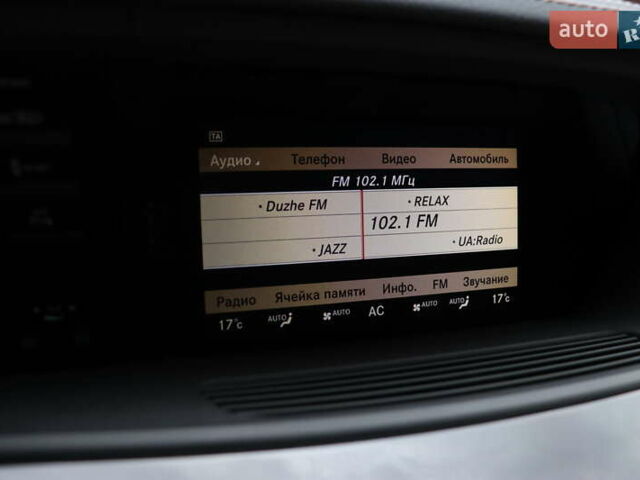 auto
TA
Аудио Телефон Видео Автомобиль
FM 102.1 МГц
Duzhe FM RELAX
102.1 FM
JAZZ UA:Radio
Радио Ячейка памяти Инфо. FM Звучание
17°C AUTO AUTO AC AUTO AUTO 17°C